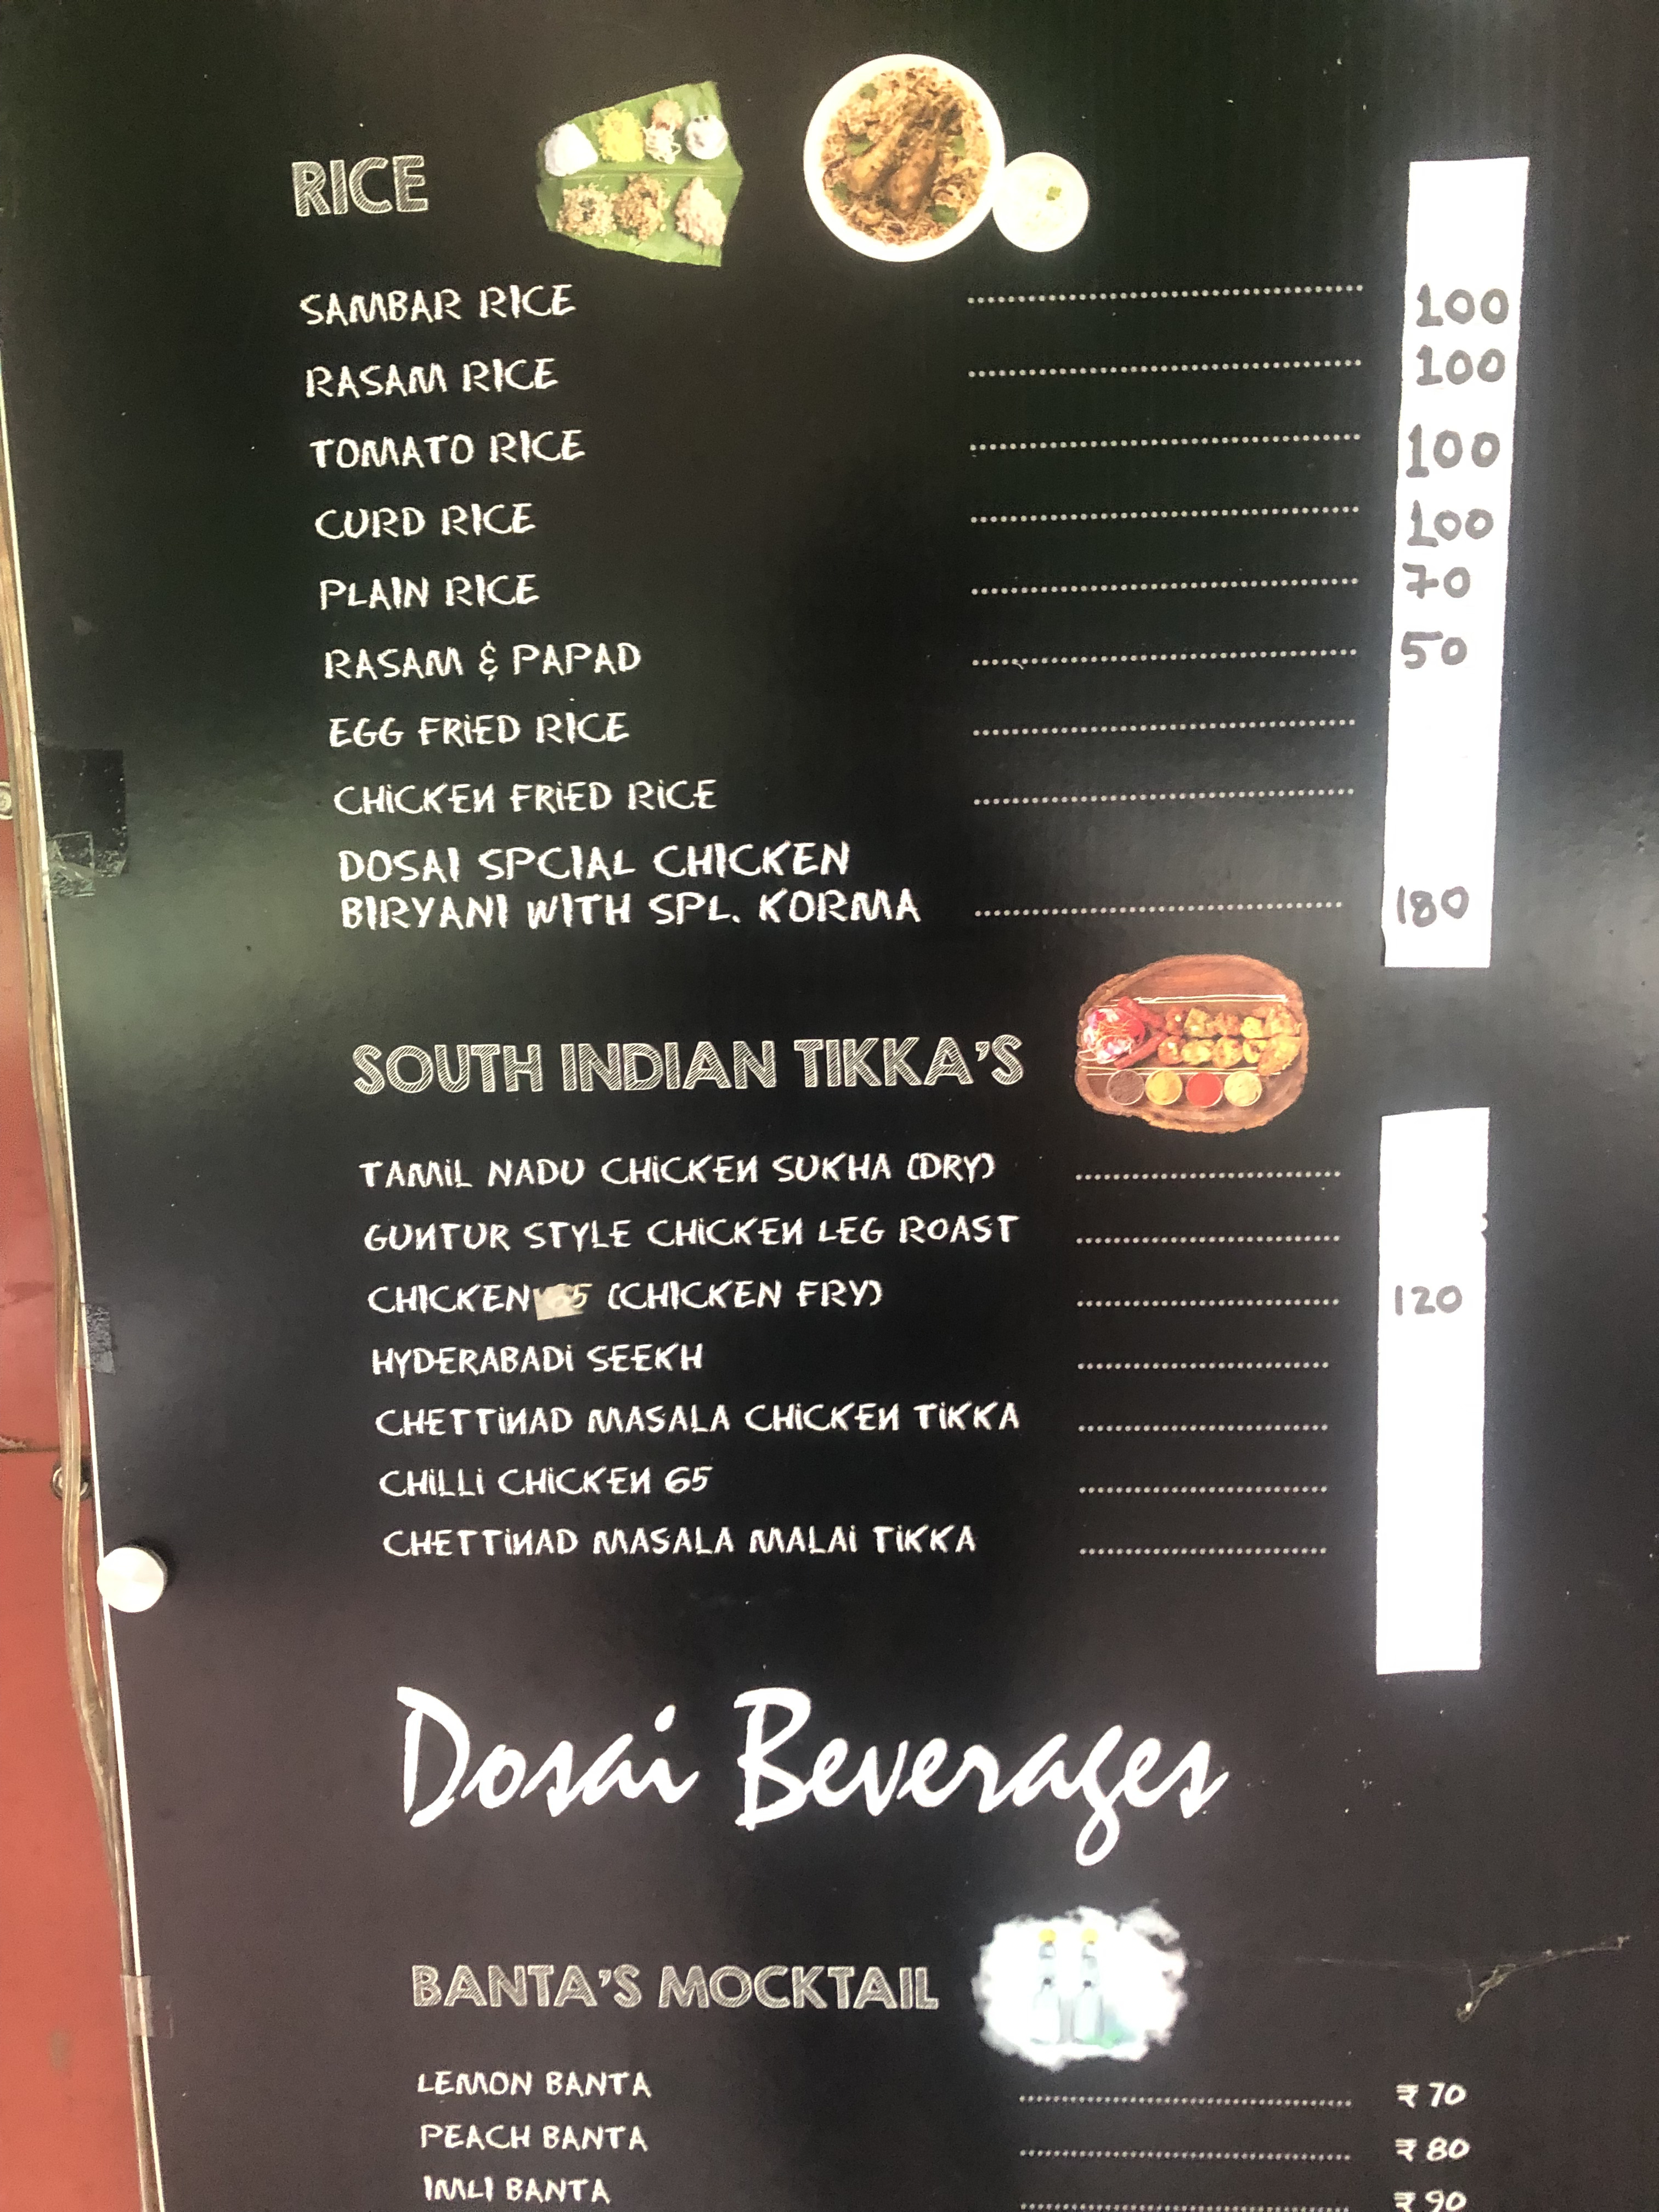 RICE
SAMBAR RICE ........ 100
RASAM RICE ........ 100
TOMATO RICE ........ 100
CURD RICE ........ 100
PLAIN RICE ........ 70
RASAM & PAPAD ........ 50
EGG FRIED RICE ........
CHICKEN FRIED RICE ........
DOSAI SPCIAL CHICKEN
BIRYANI WITH SPL. KORMA ........ 180
SOUTH INDIAN TIKKA'S
TAMIL NADU CHICKEN SUKHA (DRY) ........
GUNTUR STYLE CHICKEN LEG ROAST ........
CHICKEN 65 (CHICKEN FRY) ........ 120
HYDERABADI SEEKH ........
CHETTINAD MASALA CHICKEN TIKKA ........
CHILLI CHICKEN 65 ........
CHETTINAD MASALA MALAI TIKKA ........
Dosai Beverages
BANTA'S MOCKTAIL
LEMON BANTA ........ ₹ 70
PEACH BANTA ........ ₹ 80
IMLI BANTA ........ ₹ 90